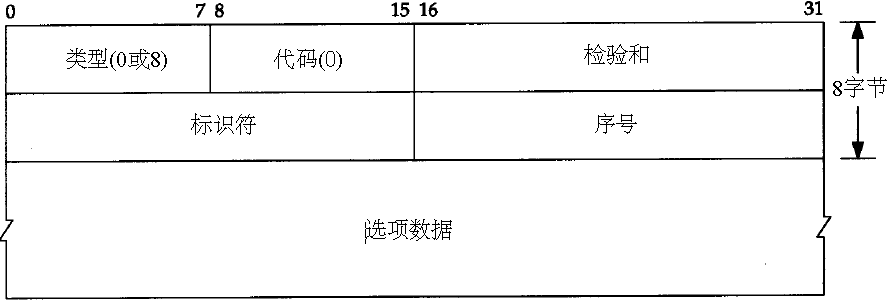 0 7 8 15 16 31
类型(0或8) 代码(0) 检验和
8字节
标识符 序号
选项数据